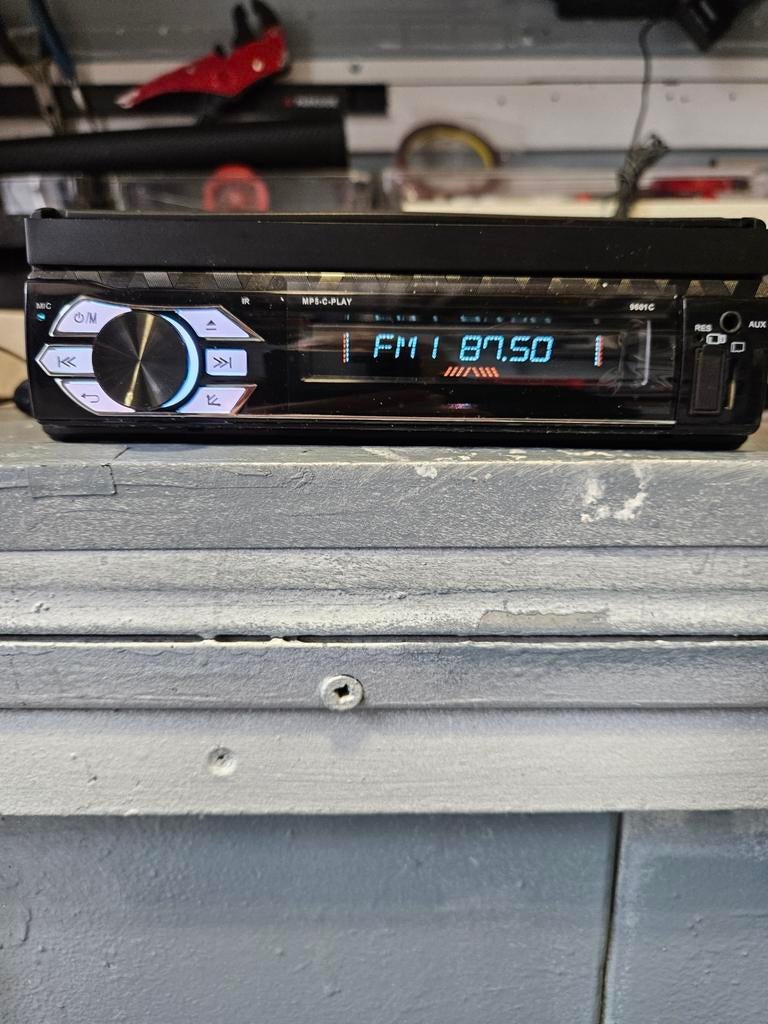 MIC
IR
MP5-C-PLAY
9601C
/M
FM1 87.50
RES
AUX